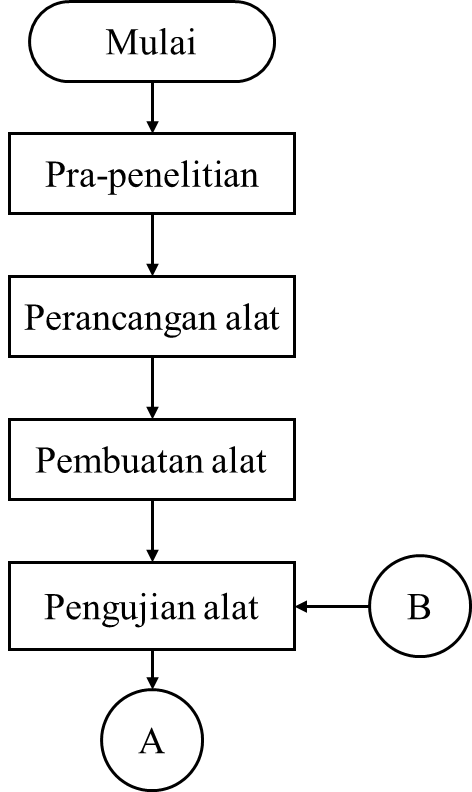 Mulai
Pra-penelitian
Perancangan alat
Pembuatan alat
Pengujian alat
B
A